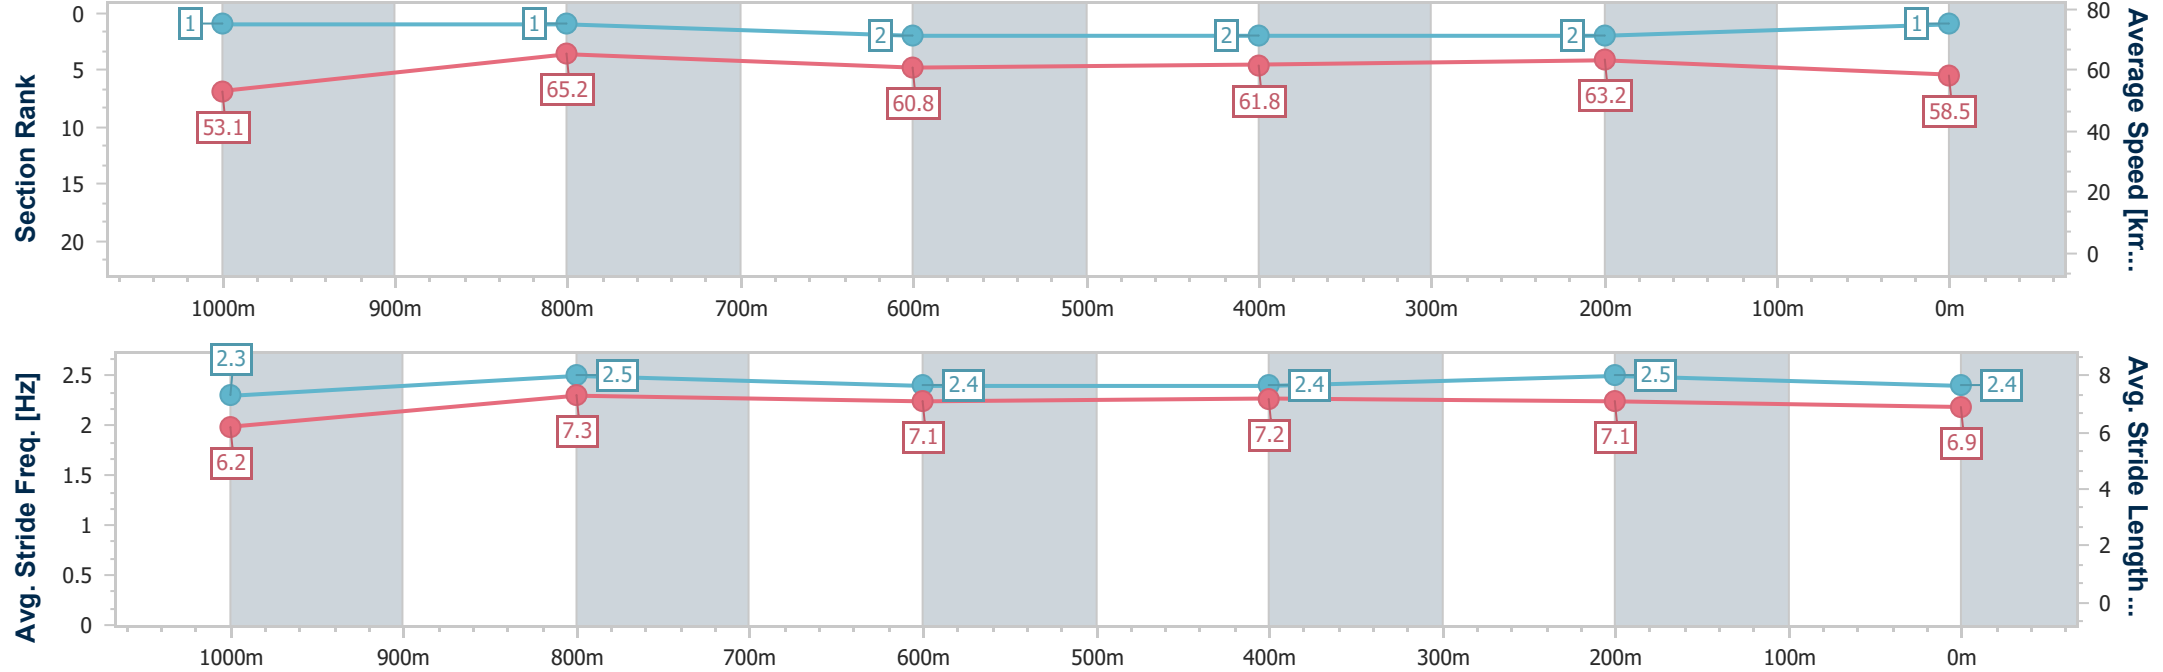 Section Rank
0
5
10
15
20
1
1
2
2
2
1
53.1
65.2
60.8
61.8
63.2
58.5
80
60
40
20
0
Average Speed [km...
1000m
900m
800m
700m
600m
500m
400m
300m
200m
100m
0m
Avg. Stride Freq. [Hz]
2.5
2
1.5
1
0.5
0
2.3
2.5
2.4
2.4
2.5
2.4
6.2
7.3
7.1
7.2
7.1
6.9
8
6
4
2
0
Avg. Stride Length ...
1000m
900m
800m
700m
600m
500m
400m
300m
200m
100m
0m